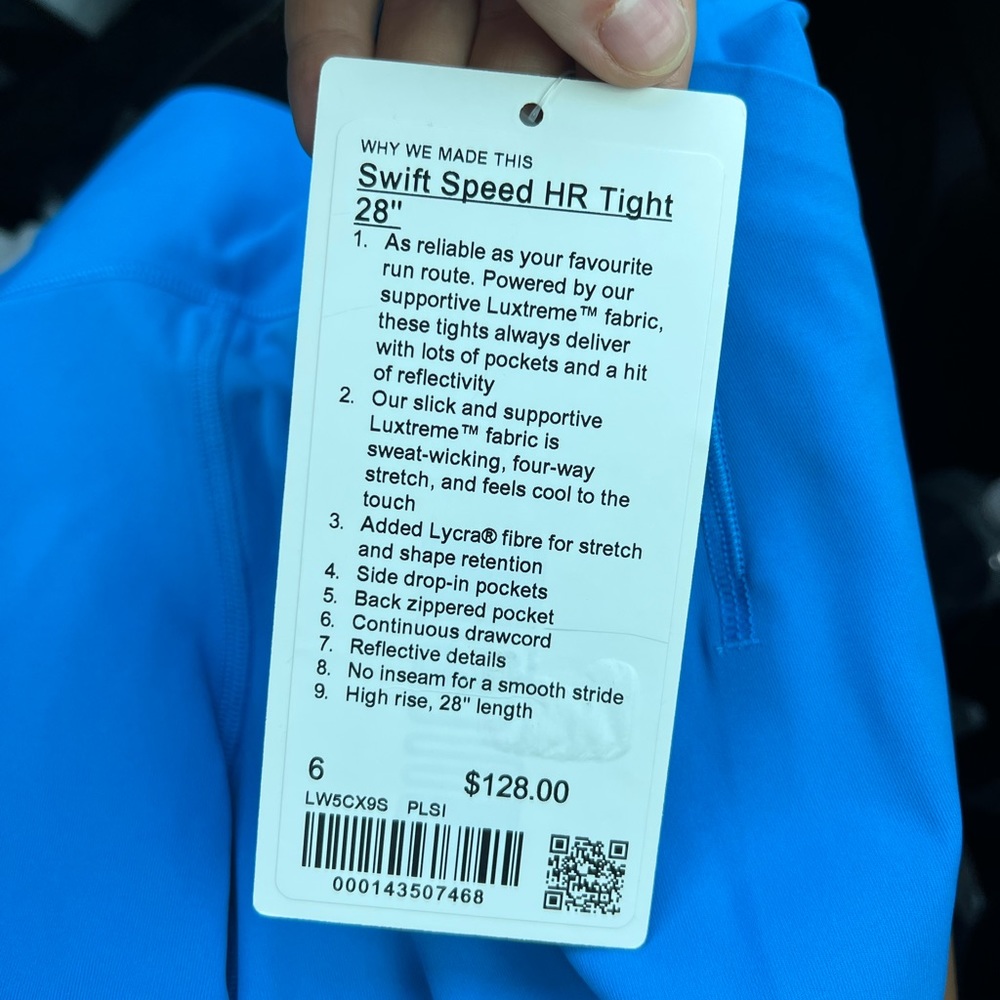 WHY WE MADE THIS
Swift Speed HR Tight
28"
1. As reliable as your favourite
run route. Powered by our
supportive Luxtreme™ fabric,
these tights always deliver
with lots of pockets and a hit
of reflectivity
2. Our slick and supportive
Luxtreme™ fabric is
sweat-wicking, four-way
stretch, and feels cool to the
touch
3. Added Lycra® fibre for stretch
and shape retention
4. Side drop-in pockets
5. Back zippered pocket
6. Continuous drawcord
7. Reflective details
8. No inseam for a smooth stride
9. High rise, 28" length
6 $128.00
LW5CX9S PLSI
000143507468